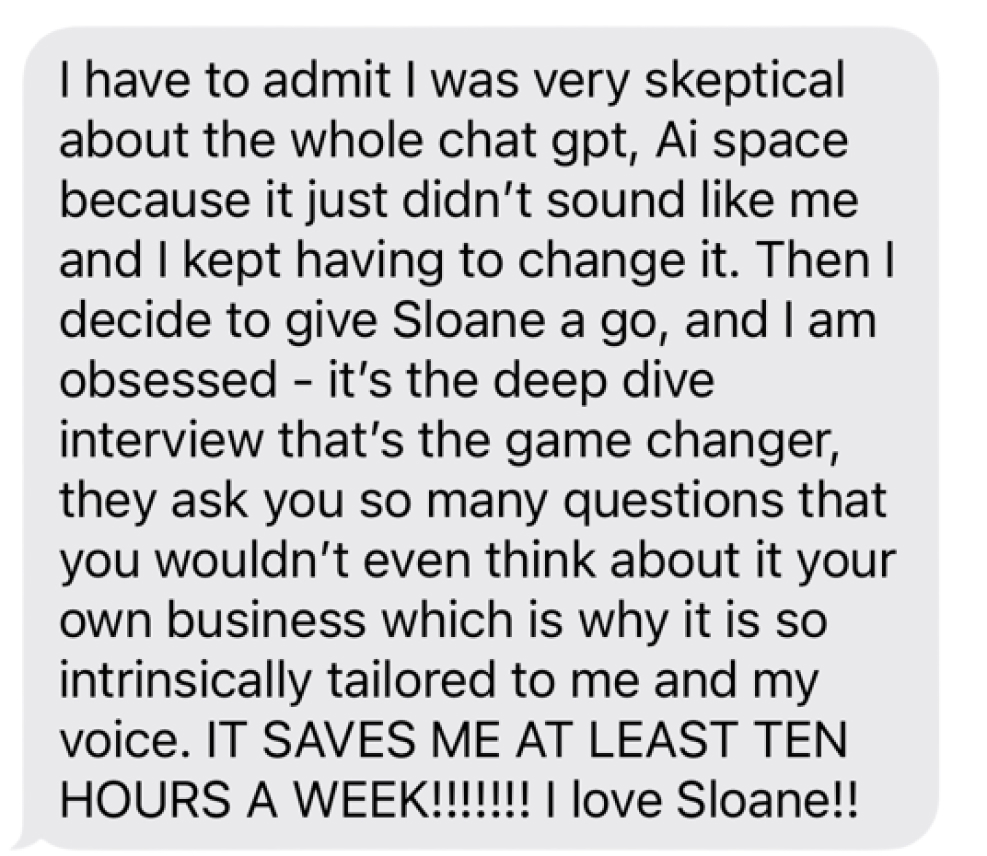 I have to admit I was very skeptical
about the whole chat gpt, Ai space
because it just didn’t sound like me
and I kept having to change it. Then I
decide to give Sloane a go, and I am
obsessed - it’s the deep dive
interview that’s the game changer,
they ask you so many questions that
you wouldn’t even think about it your
own business which is why it is so
intrinsically tailored to me and my
voice. IT SAVES ME AT LEAST TEN
HOURS A WEEK!!!!!!! I love Sloane!!